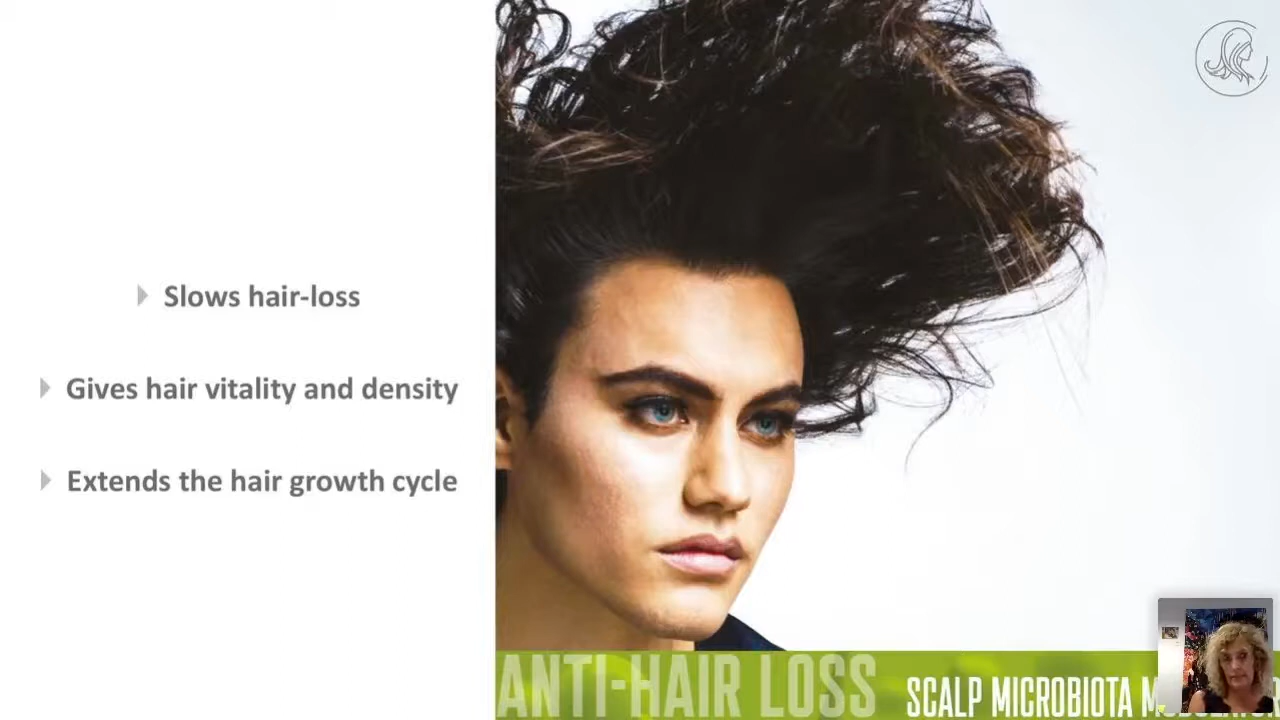 Slows hair-loss
Gives hair vitality and density
Extends the hair growth cycle
ANTI-HAIR LOSS
SCALP MICROBIOTA